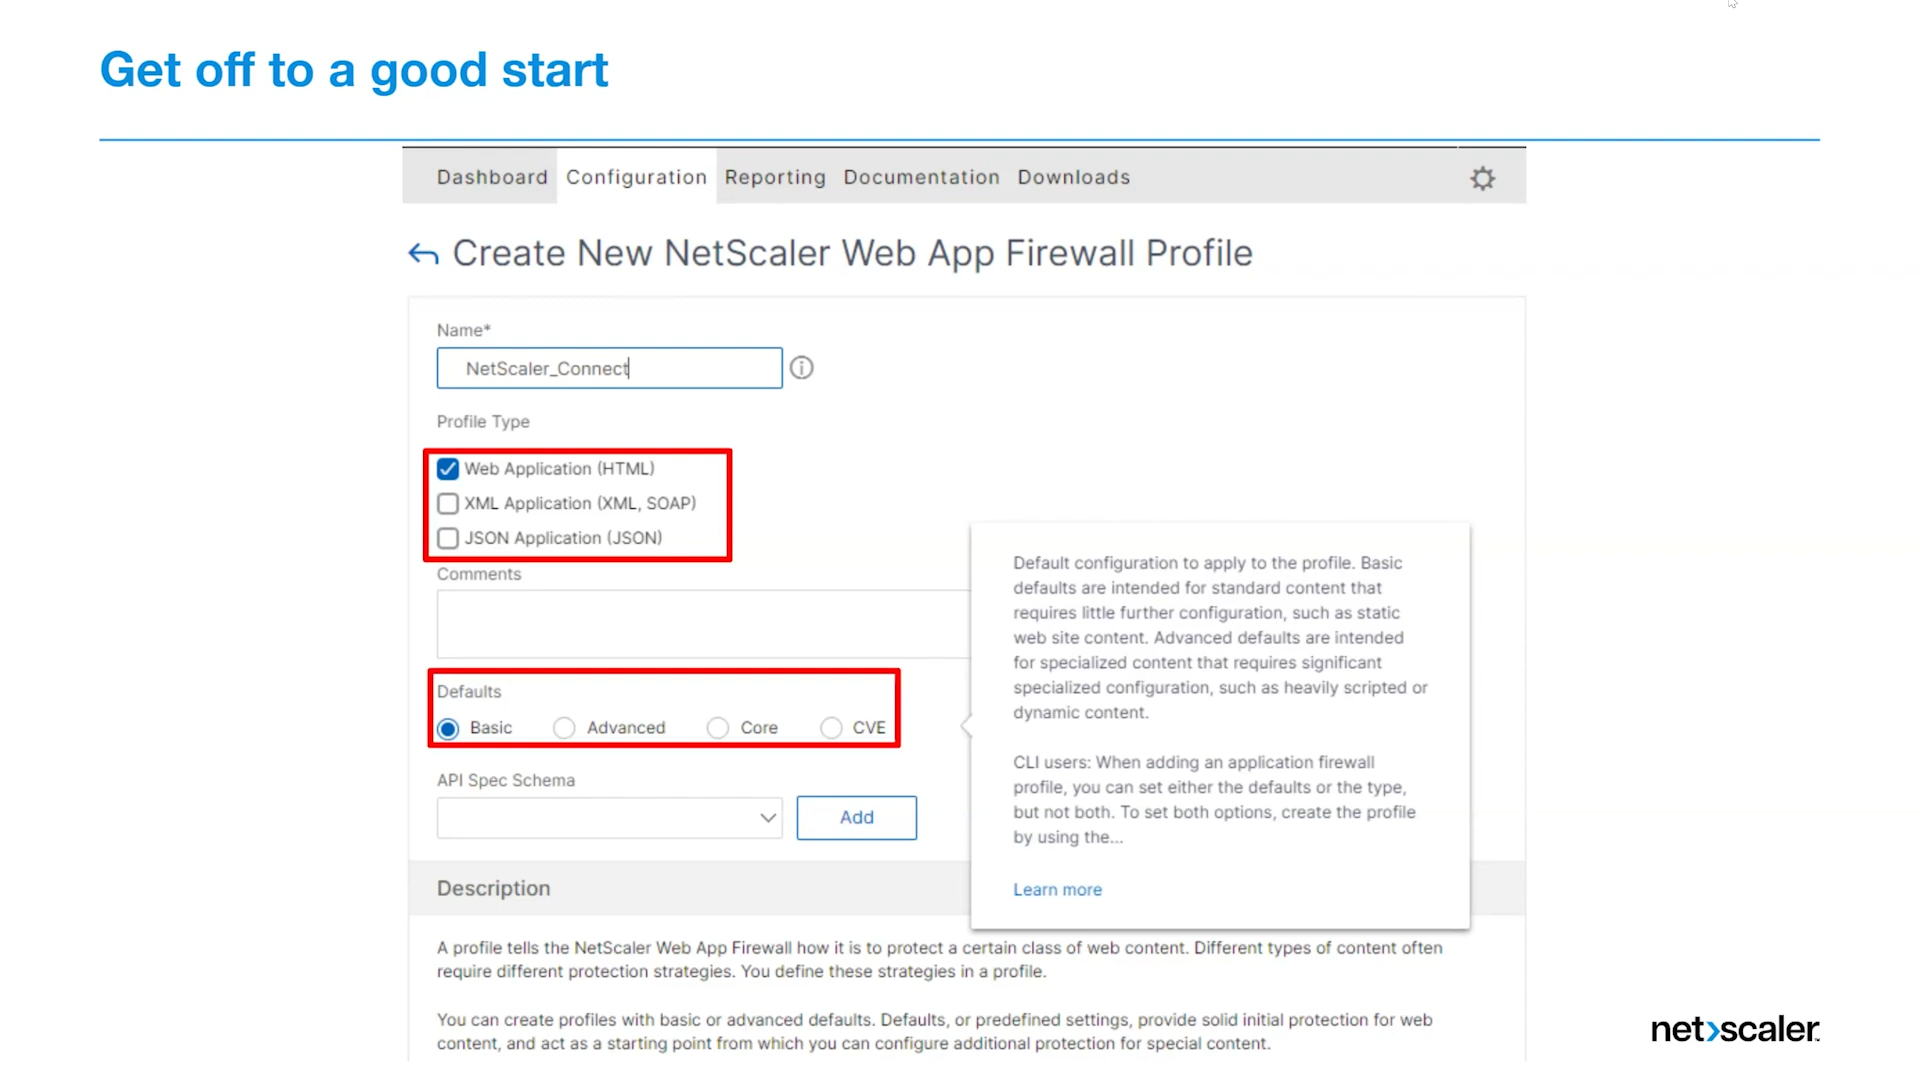 Get off to a good start
Dashboard Configuration Reporting Documentation Downloads
Create New NetScaler Web App Firewall Profile
Name*
NetScaler_Connect
Profile Type
Web Application (HTML)
XML Application (XML, SOAP)
JSON Application (JSON)
Comments
Defaults
Basic Advanced Core CVE
API Spec Schema
Add
Default configuration to apply to the profile. Basic
defaults are intended for standard content that
requires little further configuration, such as static
web site content. Advanced defaults are intended
for specialized content that requires significant
specialized configuration, such as heavily scripted or
dynamic content.
CLI users: When adding an application firewall
profile, you can set either the defaults or the type,
but not both. To set both options, create the profile
by using the...
Learn more
Description
A profile tells the NetScaler Web App Firewall how it is to protect a certain class of web content. Different types of content often
require different protection strategies. You define these strategies in a profile.
You can create profiles with basic or advanced defaults. Defaults, or predefined settings, provide solid initial protection for web
content, and act as a starting point from which you can configure additional protection for special content.
net>scaler.